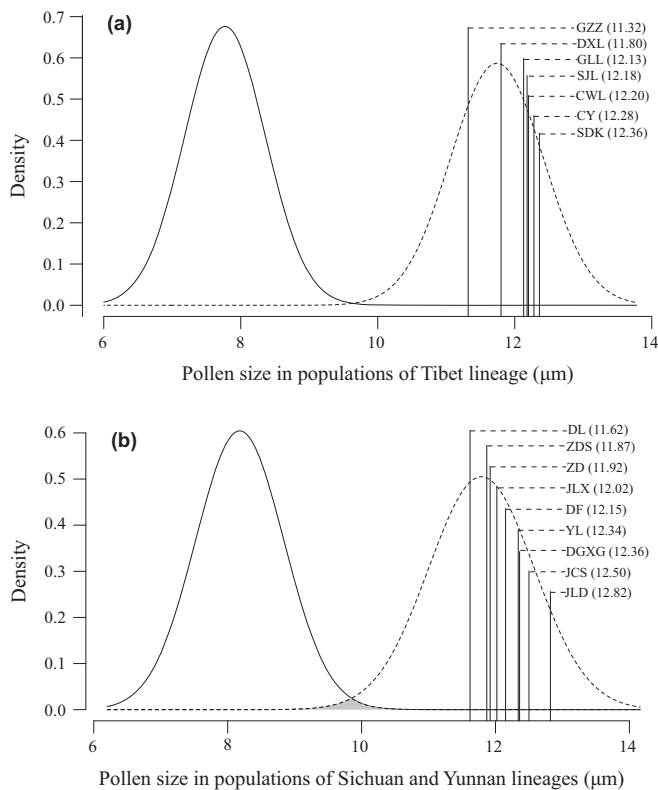 (a)
0.7
0.6
0.5
0.4
0.3
0.2
0.1
0.0
Density
GZZ (11.32)
DXL (11.80)
GLL (12.13)
SJL (12.18)
CWL (12.20)
CY (12.28)
SDK (12.36)
6 8 10 12 14
Pollen size in populations of Tibet lineage (μm)
(b)
0.6
0.5
0.4
0.3
0.2
0.1
0.0
Density
DL (11.62)
ZDS (11.87)
ZD (11.92)
JLX (12.02)
DF (12.15)
YL (12.34)
DGXG (12.36)
JCS (12.50)
JLD (12.82)
6 8 10 12 14
Pollen size in populations of Sichuan and Yunnan lineages (μm)